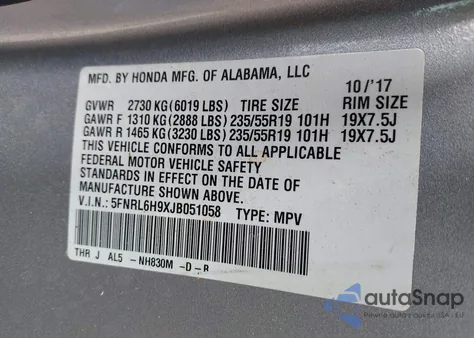 MFD. BY HONDA MFG. OF ALABAMA, LLC 10/'17
GVWR 2730 KG(6019 LBS) TIRE SIZE RIM SIZE
GAWR F 1310 KG(2888 LBS)235/55R19 101H 19X7.5J
GAWR R 1465 KG(3230 LBS)235/55R19 101H 19X7.5J
THIS VEHICLE CONFORMS TO ALL APPLICABLE
FEDERAL MOTOR VEHICLE SAFETY
STANDARDS IN EFFECT ON THE DATE OF
MANUFACTURE SHOWN ABOVE.
V.I.N.: 5FNRL6H9XJB051058 TYPE: MPV
THR J AL5 -NH830M -D-B
autoSnap